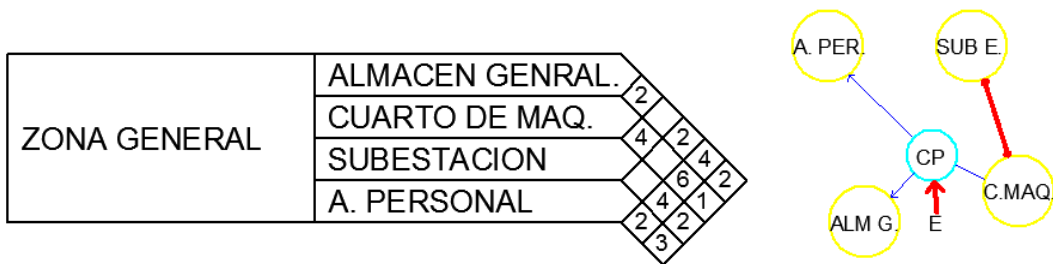 ZONA GENERAL
ALMACEN GENRAL.
CUARTO DE MAQ.
SUBESTACION
A. PERSONAL
2
2
4
4
2
6
4
1
2
2
3
A. PER.
SUB E.
CP
C.MAQ.
ALM G.
E